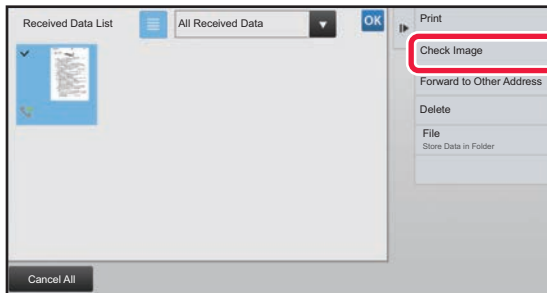 Received Data List
All Received Data
OK
Print
Check Image
Forward to Other Address
Delete
File
Store Data in Folder
Cancel All